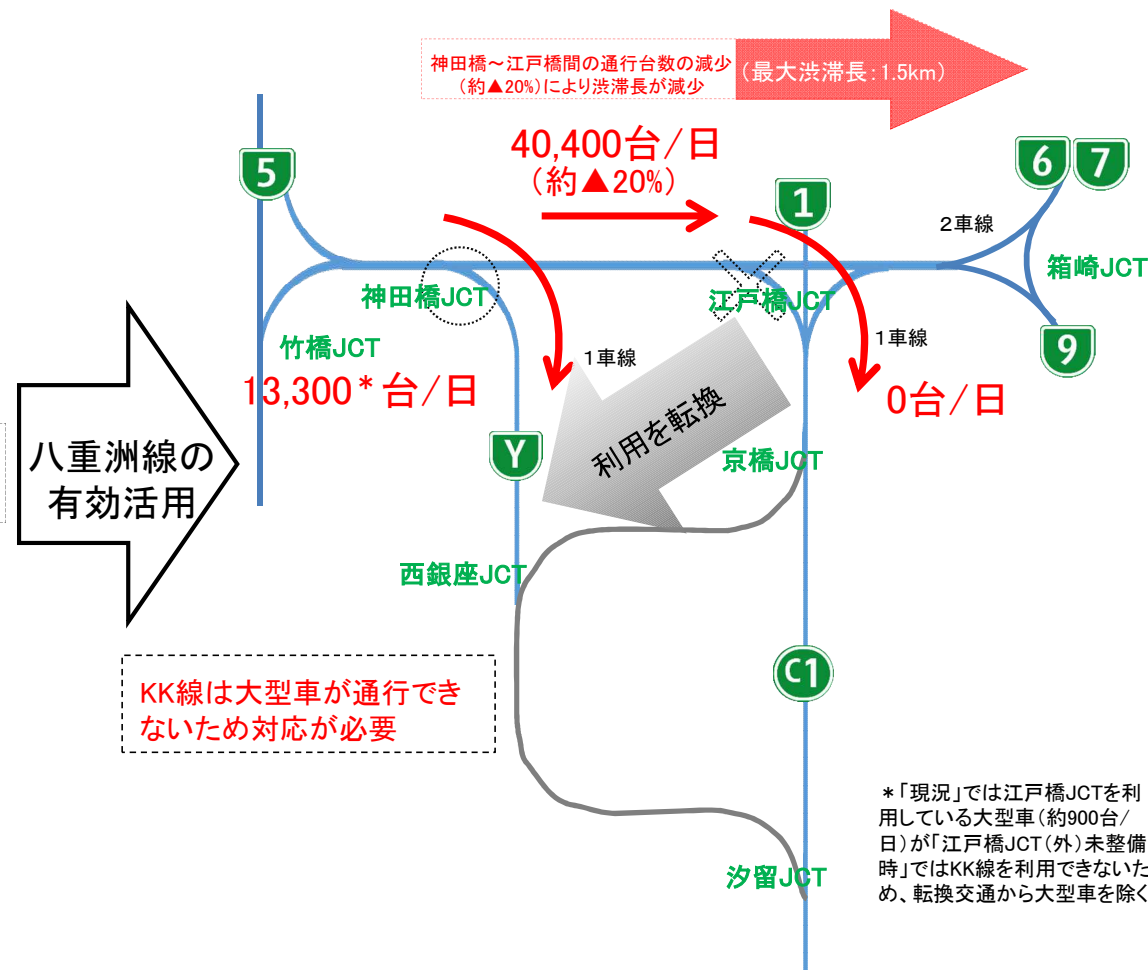 神田橋～江戸橋間の通行台数の減少
（約▲20%）により渋滞長が減少
（最大渋滞長：1.5km）
40,400台/日
（約▲20%）
5
1
6
7
2車線
箱崎JCT
神田橋JCT
江戸橋JCT
竹橋JCT
1車線
1車線
9
13,300*台/日
0台/日
八重洲線の
有効活用
Y
利用を転換
京橋JCT
西銀座JCT
KK線は大型車が通行でき
ないため対応が必要
C1
＊「現況」では江戸橋JCTを利
用している大型車（約900台/
日）が「江戸橋JCT（外）未整備
時」ではKK線を利用できないた
め、転換交通から大型車を除く
汐留JCT